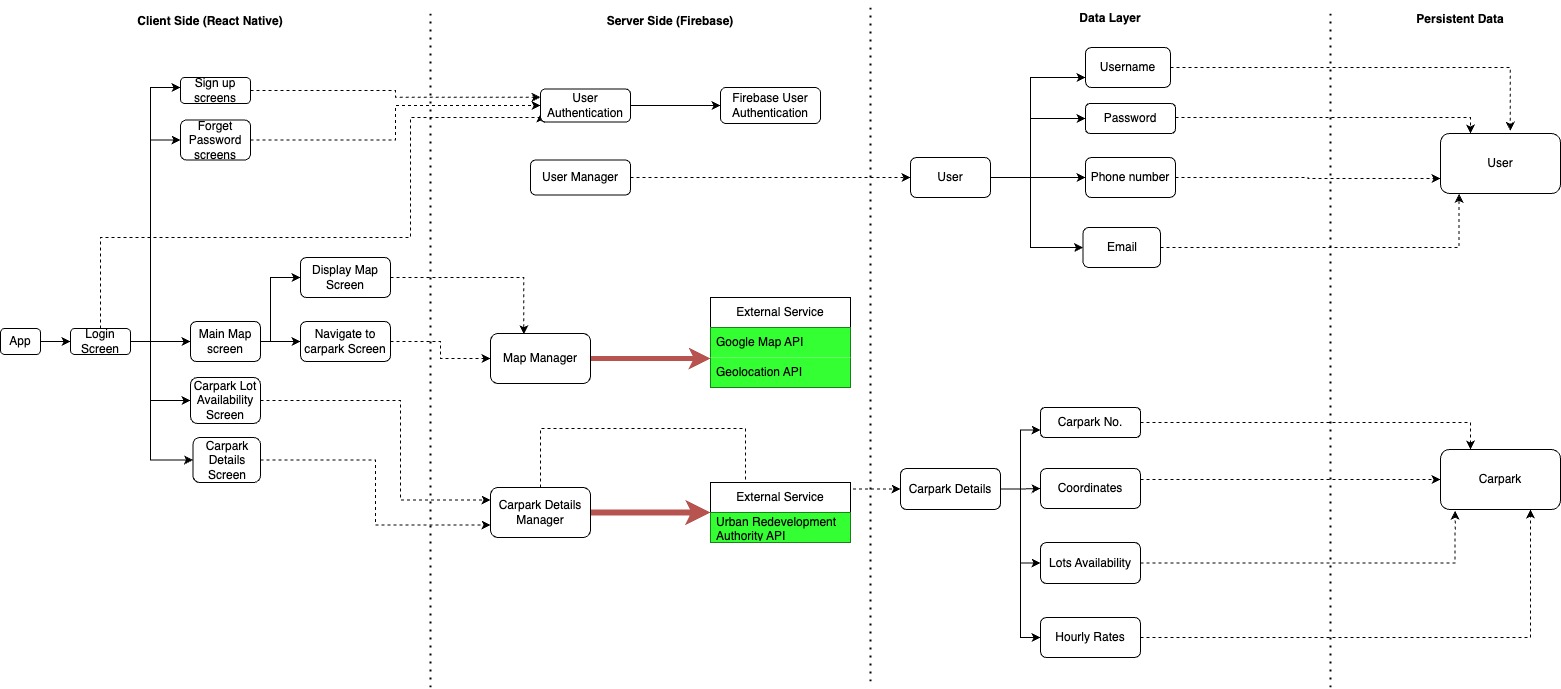 Client Side (React Native)
Server Side (Firebase)
Data Layer
Persistent Data
Sign up
screens
Forget
Password
screens
App
Login
Screen
Main Map
screen
Display Map
Screen
Navigate to
carpark Screen
Carpark Lot
Availability
Screen
Carpark
Details
Screen
User
Authentication
Firebase User
Authentication
User Manager
Map Manager
External Service
Google Map API
Geolocation API
Carpark Details
Manager
External Service
Urban Redevelopment
Authority API
User
Username
Password
Phone number
Email
Carpark Details
Carpark No.
Coordinates
Lots Availability
Hourly Rates
User
Carpark